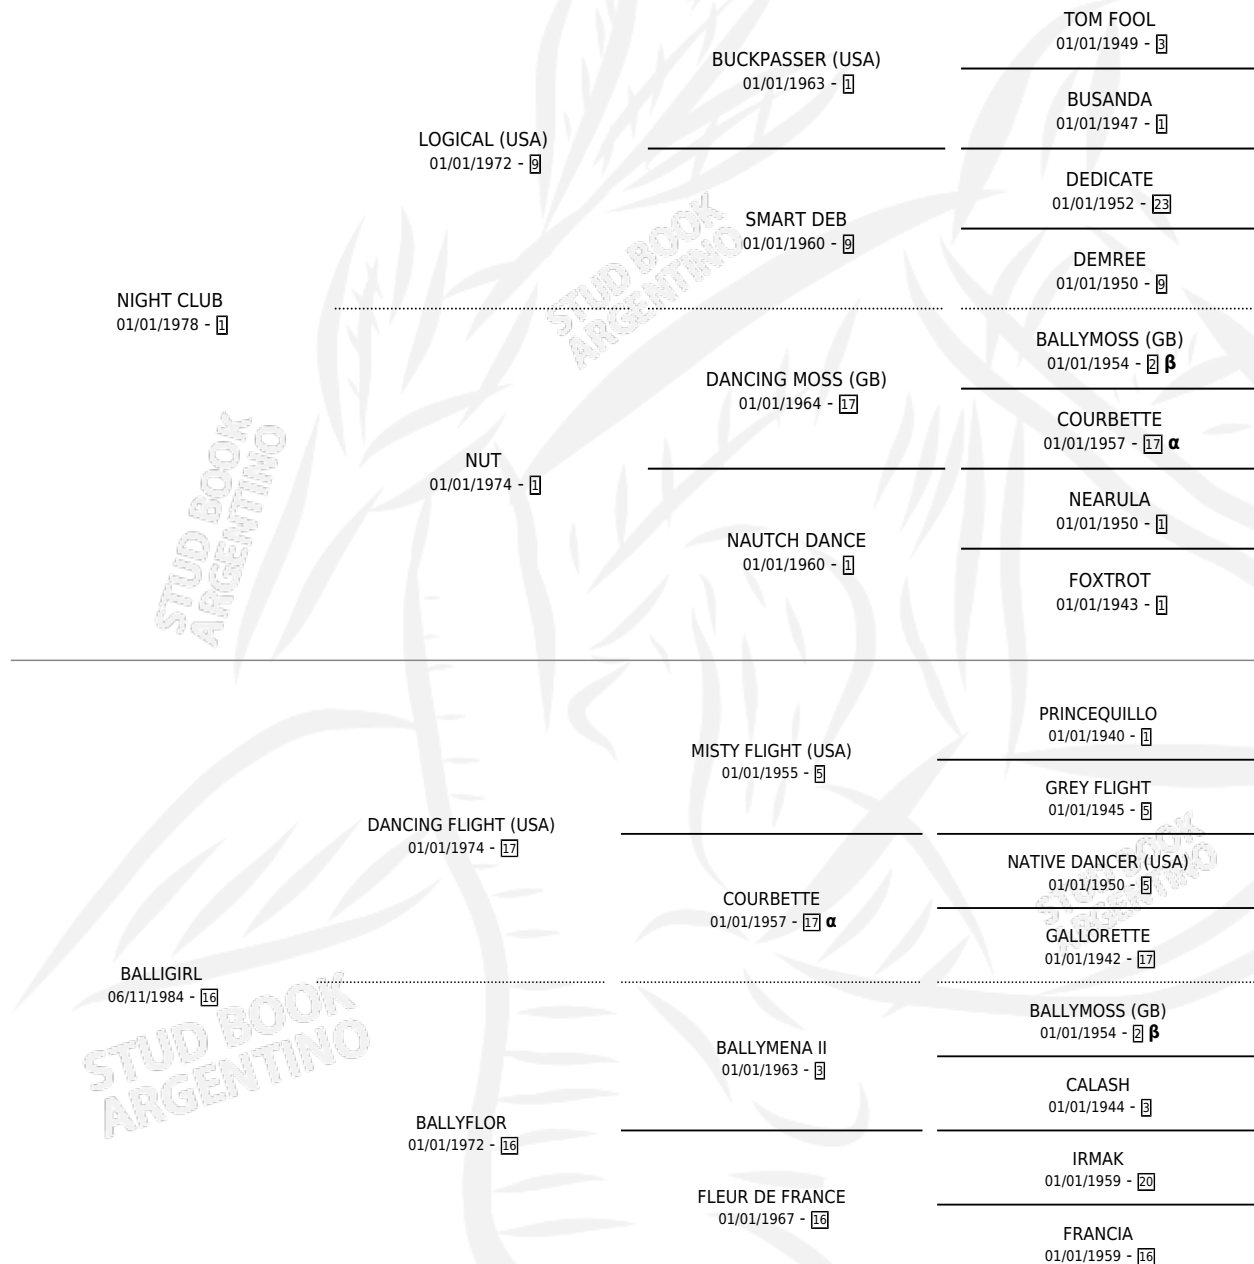 TOM FOOL
01/01/1949 - 3
BUCKPASSER (USA)
01/01/1963 - 1
BUSANDA
01/01/1947 - 1
LOGICAL (USA)
01/01/1972 - 9
DEDICATE
01/01/1952 - 23
SMART DEB
01/01/1960 - 9
DEMREE
01/01/1950 - 9
NIGHT CLUB
01/01/1978 - 1
BALLYMOSS (GB)
01/01/1954 - 2 β
DANCING MOSS (GB)
01/01/1964 - 17
COURBETTE
01/01/1957 - 17 α
NUT
01/01/1974 - 1
NEARULA
01/01/1950 - 1
NAUTCH DANCE
01/01/1960 - 1
FOXTROT
01/01/1943 - 1
PRINCEQUILLO
01/01/1940 - 1
MISTY FLIGHT (USA)
01/01/1955 - 5
GREY FLIGHT
01/01/1945 - 5
DANCING FLIGHT (USA)
01/01/1974 - 17
NATIVE DANCER (USA)
01/01/1950 - 5
COURBETTE
01/01/1957 - 17 α
GALLORETTE
01/01/1942 - 17
BALLIGIRL
06/11/1984 - 16
BALLYMOSS (GB)
01/01/1954 - 2 β
BALLYMENA II
01/01/1963 - 3
CALASH
01/01/1944 - 3
BALLYFLOR
01/01/1972 - 16
IRMAK
01/01/1959 - 20
FLEUR DE FRANCE
01/01/1967 - 16
FRANCIA
01/01/1959 - 16
STUD BOOK
ARGENTINO
STUD BOOK
ARGENTINO
STUD BOOK
ARGENTINO
STUD BOOK
ARGENTINO